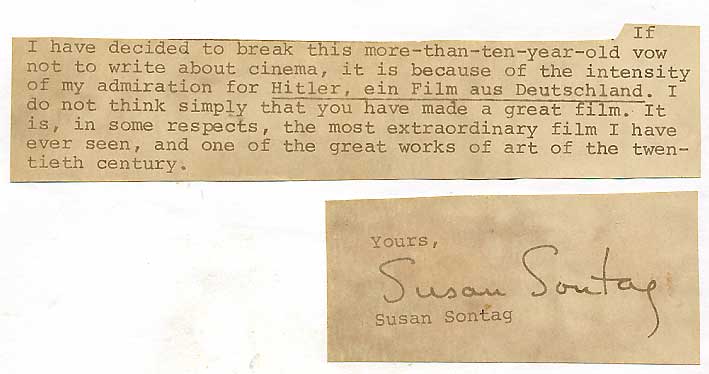 If
I have decided to break this more-than-ten-year-old vow
not to write about cinema, it is because of the intensity
of my admiration for Hitler, ein Film aus Deutschland. I
do not think simply that you have made a great film. It
is, in some respects, the most extraordinary film I have
ever seen, and one of the great works of art of the twen-
tieth century.
Yours,
Susan Sontag
Susan Sontag